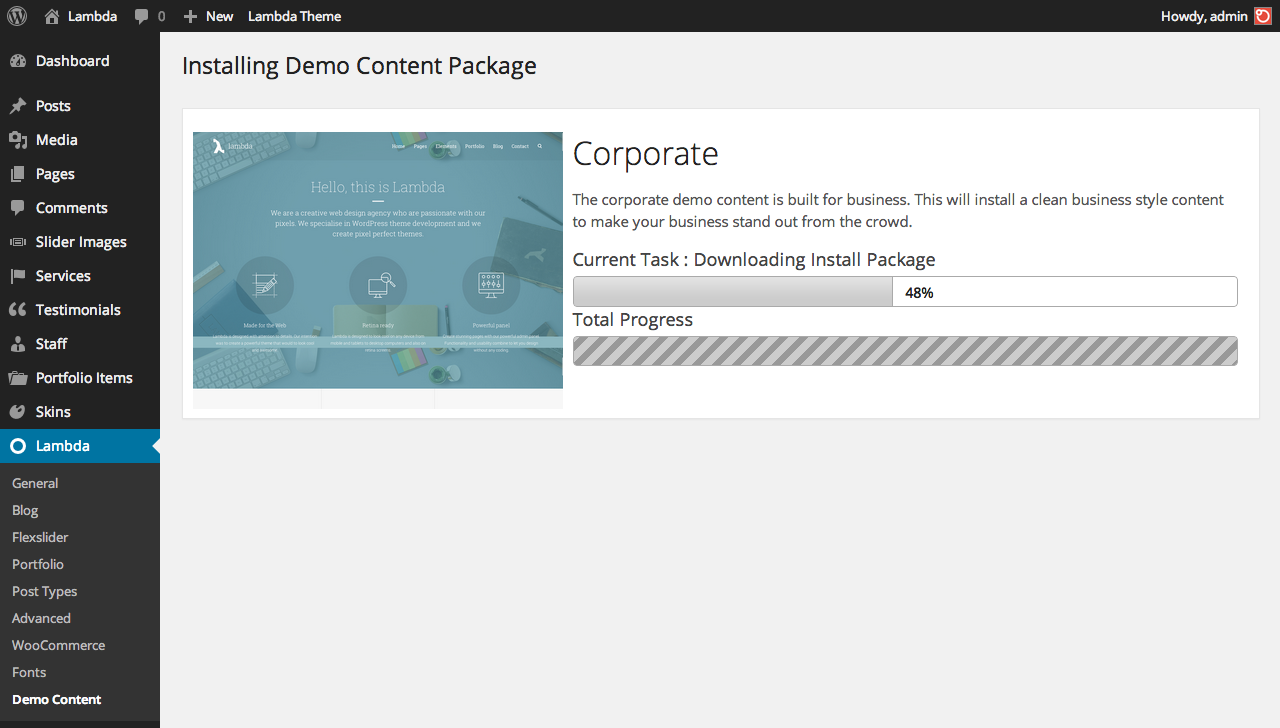 Lambda
0
New
Lambda Theme
Howdy, admin
Dashboard
Posts
Media
Pages
Comments
Slider Images
Services
Testimonials
Staff
Portfolio Items
Skins
Lambda
General
Blog
Flexslider
Portfolio
Post Types
Advanced
WooCommerce
Fonts
Demo Content
Installing Demo Content Package
lambda
Home Pages Elements Portfolio Blog Contact
Hello, this is Lambda
We are a creative web design agency who are passionate with our
pixels. We specialise in WordPress theme development and we
create pixel perfect themes.
Made for the Web
Retina ready
Powerful panel
Corporate
The corporate demo content is built for business. This will install a clean business style content
to make your business stand out from the crowd.
Current Task : Downloading Install Package
48%
Total Progress